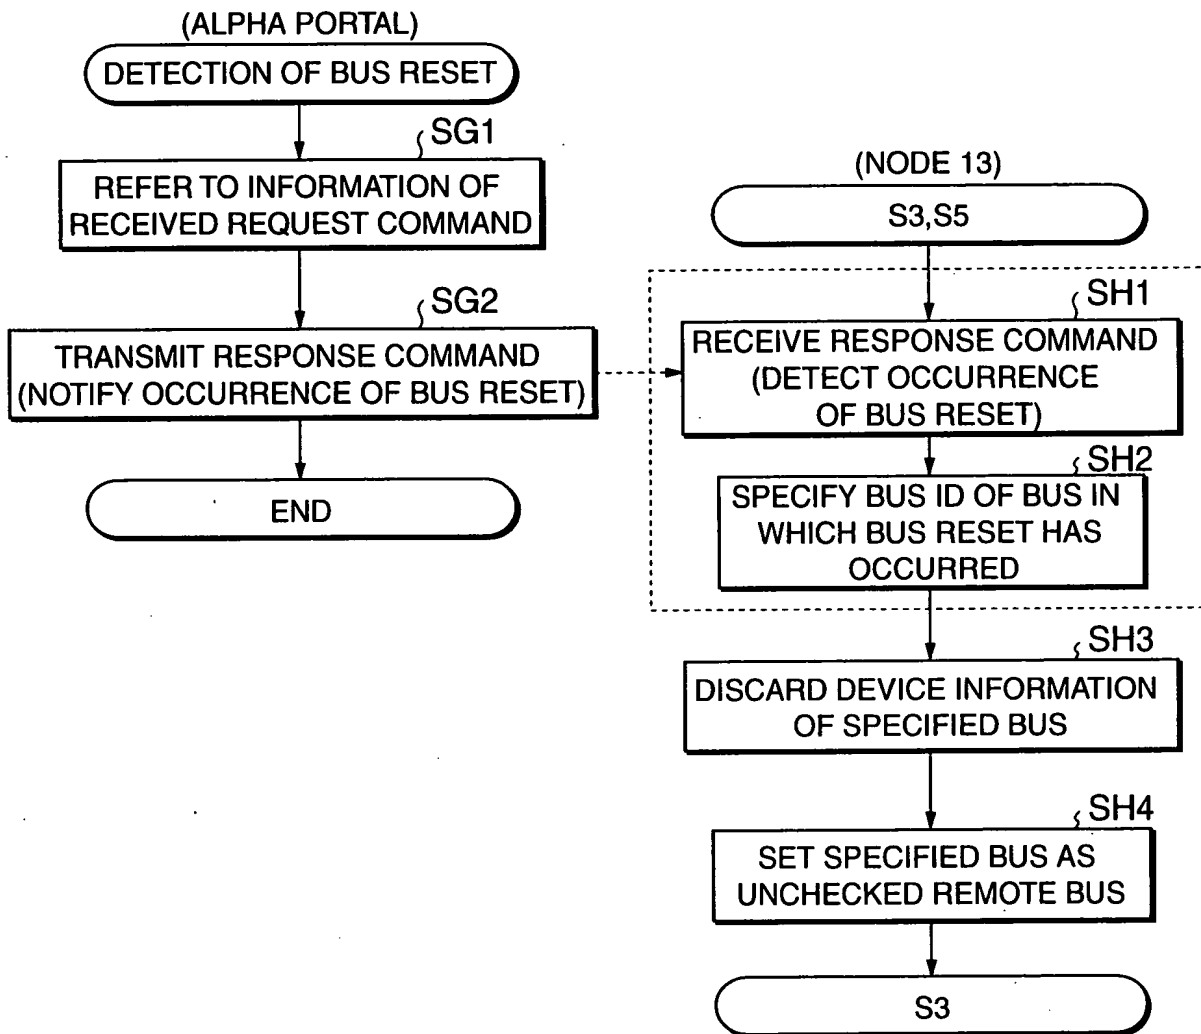 (ALPHA PORTAL)
DETECTION OF BUS RESET
SG1
REFER TO INFORMATION OF
RECEIVED REQUEST COMMAND
SG2
TRANSMIT RESPONSE COMMAND
(NOTIFY OCCURRENCE OF BUS RESET)
END
(NODE 13)
S3,S5
SH1
RECEIVE RESPONSE COMMAND
(DETECT OCCURRENCE
OF BUS RESET)
SH2
SPECIFY BUS ID OF BUS IN
WHICH BUS RESET HAS
OCCURRED
SH3
DISCARD DEVICE INFORMATION
OF SPECIFIED BUS
SH4
SET SPECIFIED BUS AS
UNCHECKED REMOTE BUS
S3